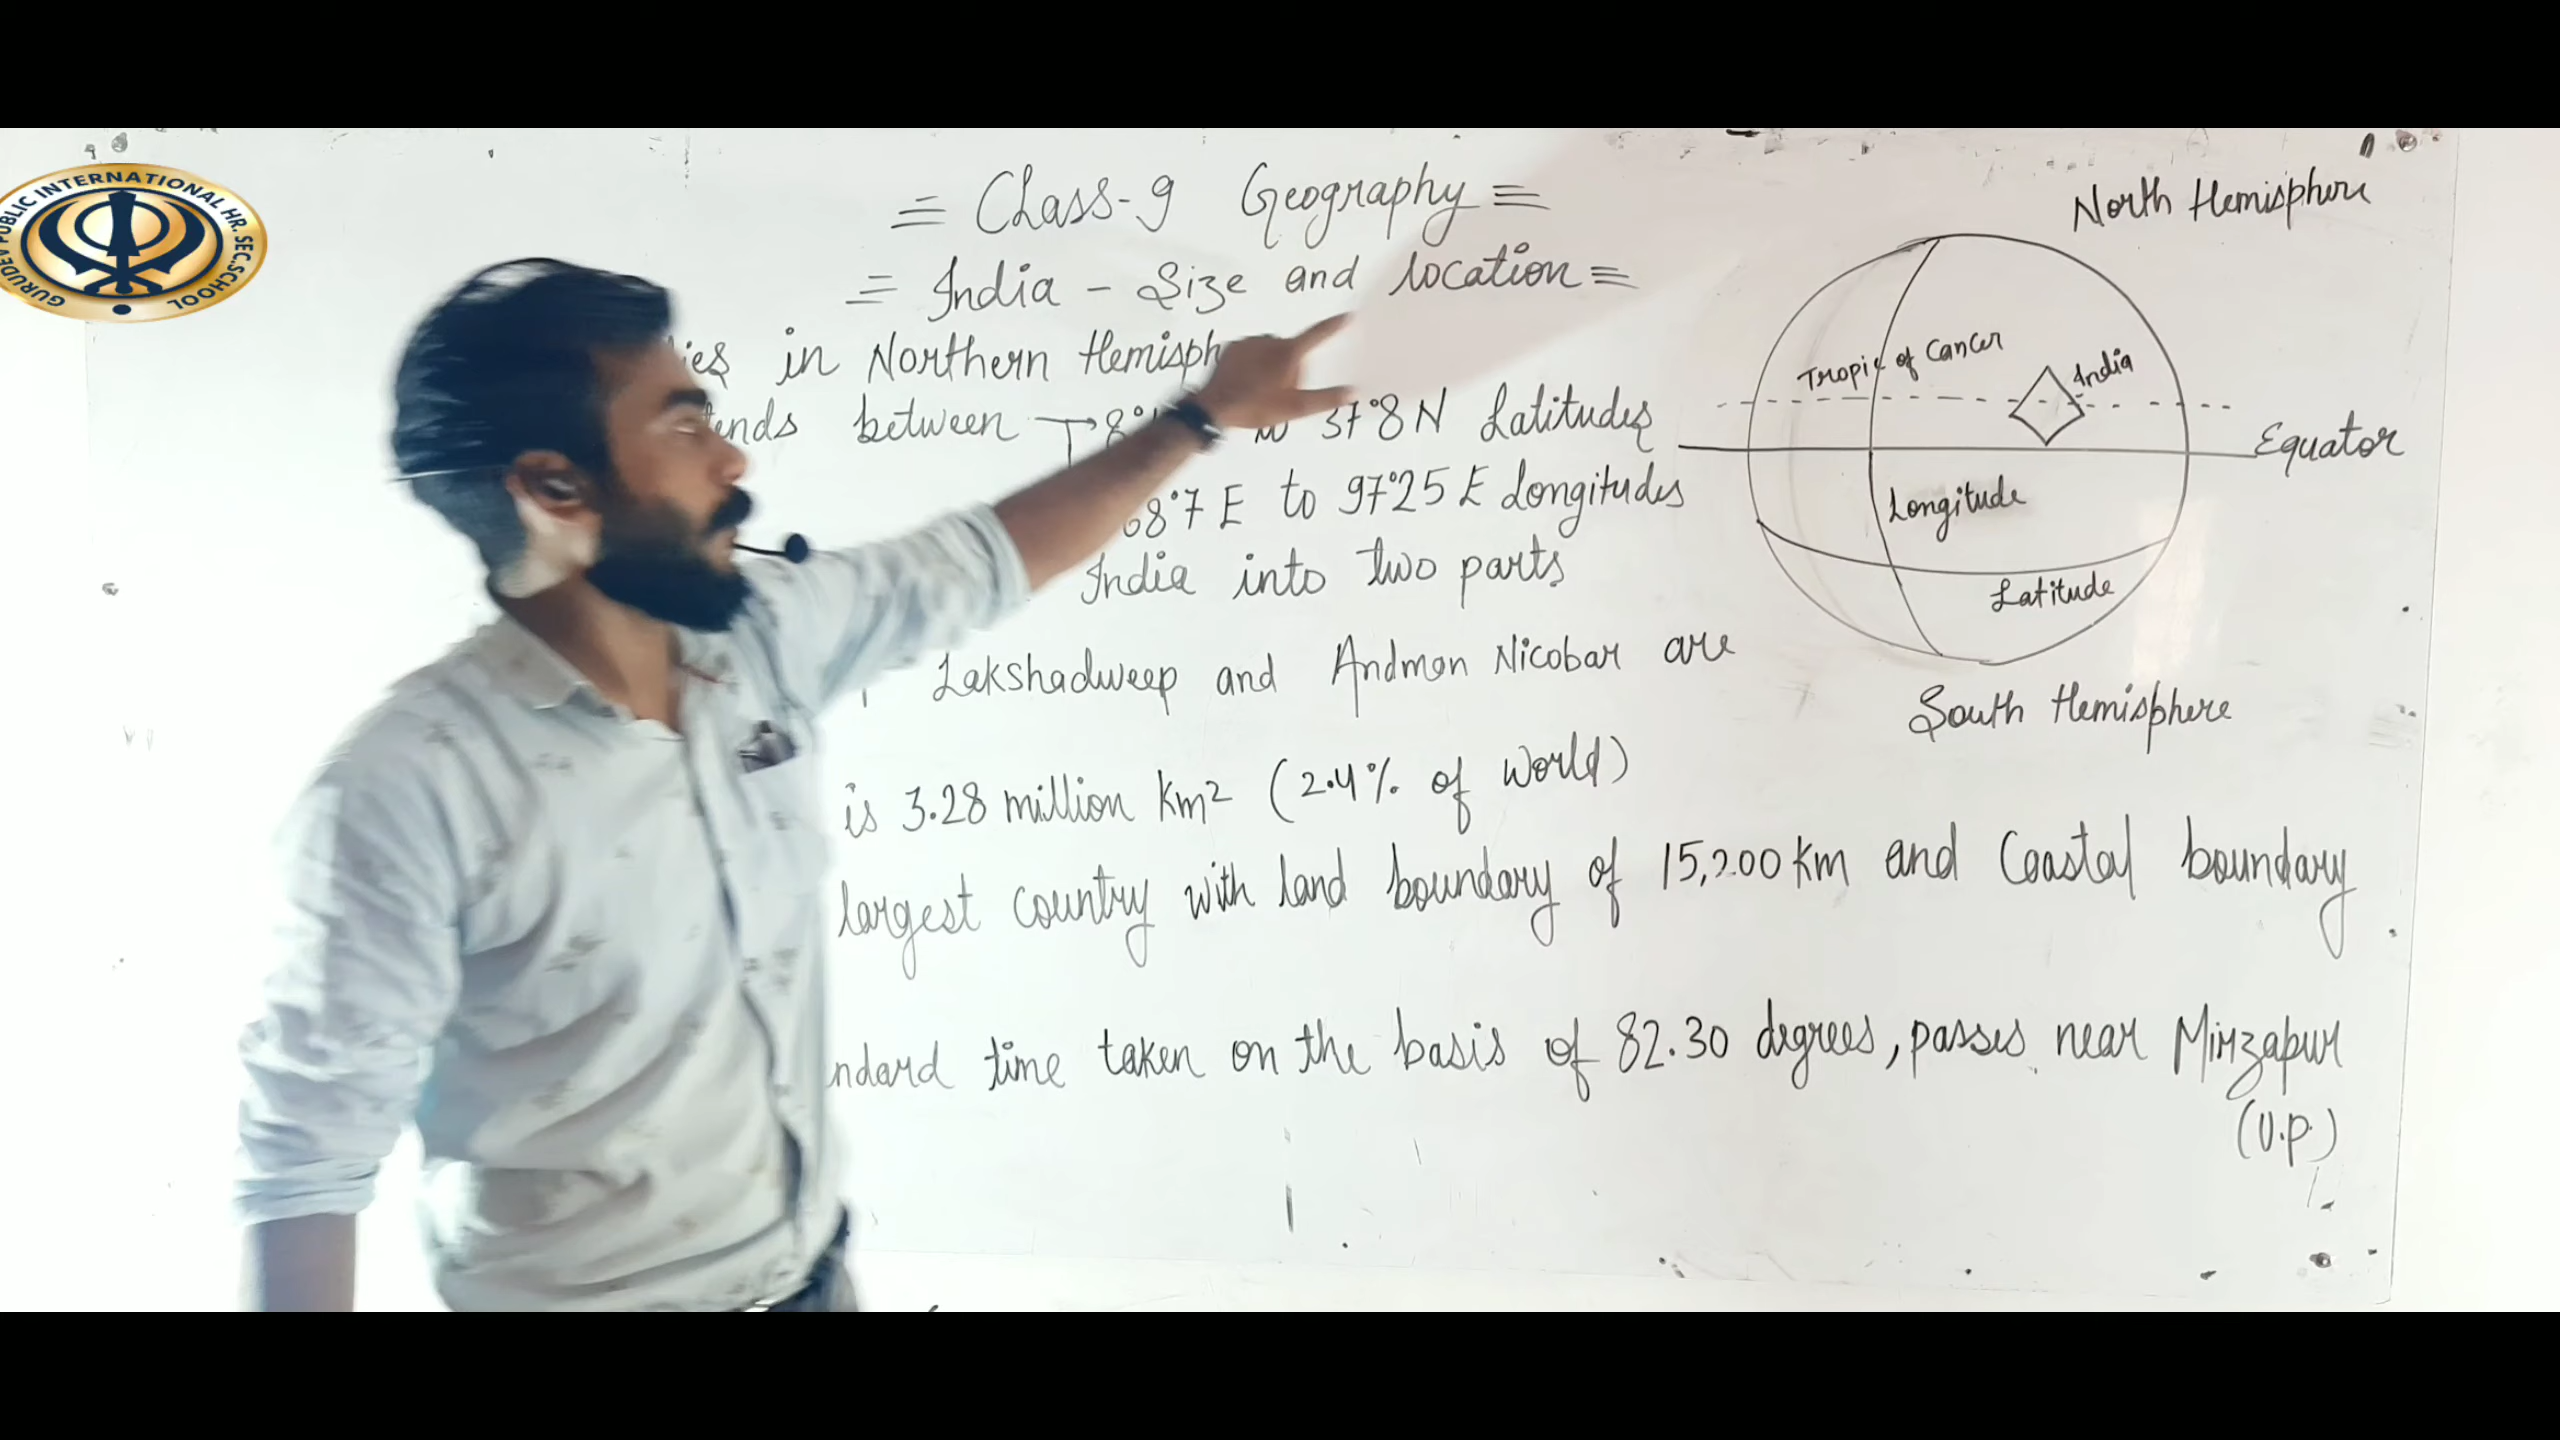 GURUDEV PUBLIC INTERNATIONAL HR. SEC. SCHOOL
= Class-9 Geography =
= India - Size and location =
in Northern
between 8° 37°8 N Latitudes
68°7 E to 97°25 E Longitudes
India into two parts
Lakshadweep and Andman Nicobar are
is 3.28 million Km² (2.4% of World)
largest country with land boundary of 15,200 Km and Coastal boundary
time taken on the basis of 82.30 degrees, passes near Mirzapur
(U.P)
North Hemisphere
Tropic of Cancer
India
Equator
Longitude
Latitude
South Hemisphere